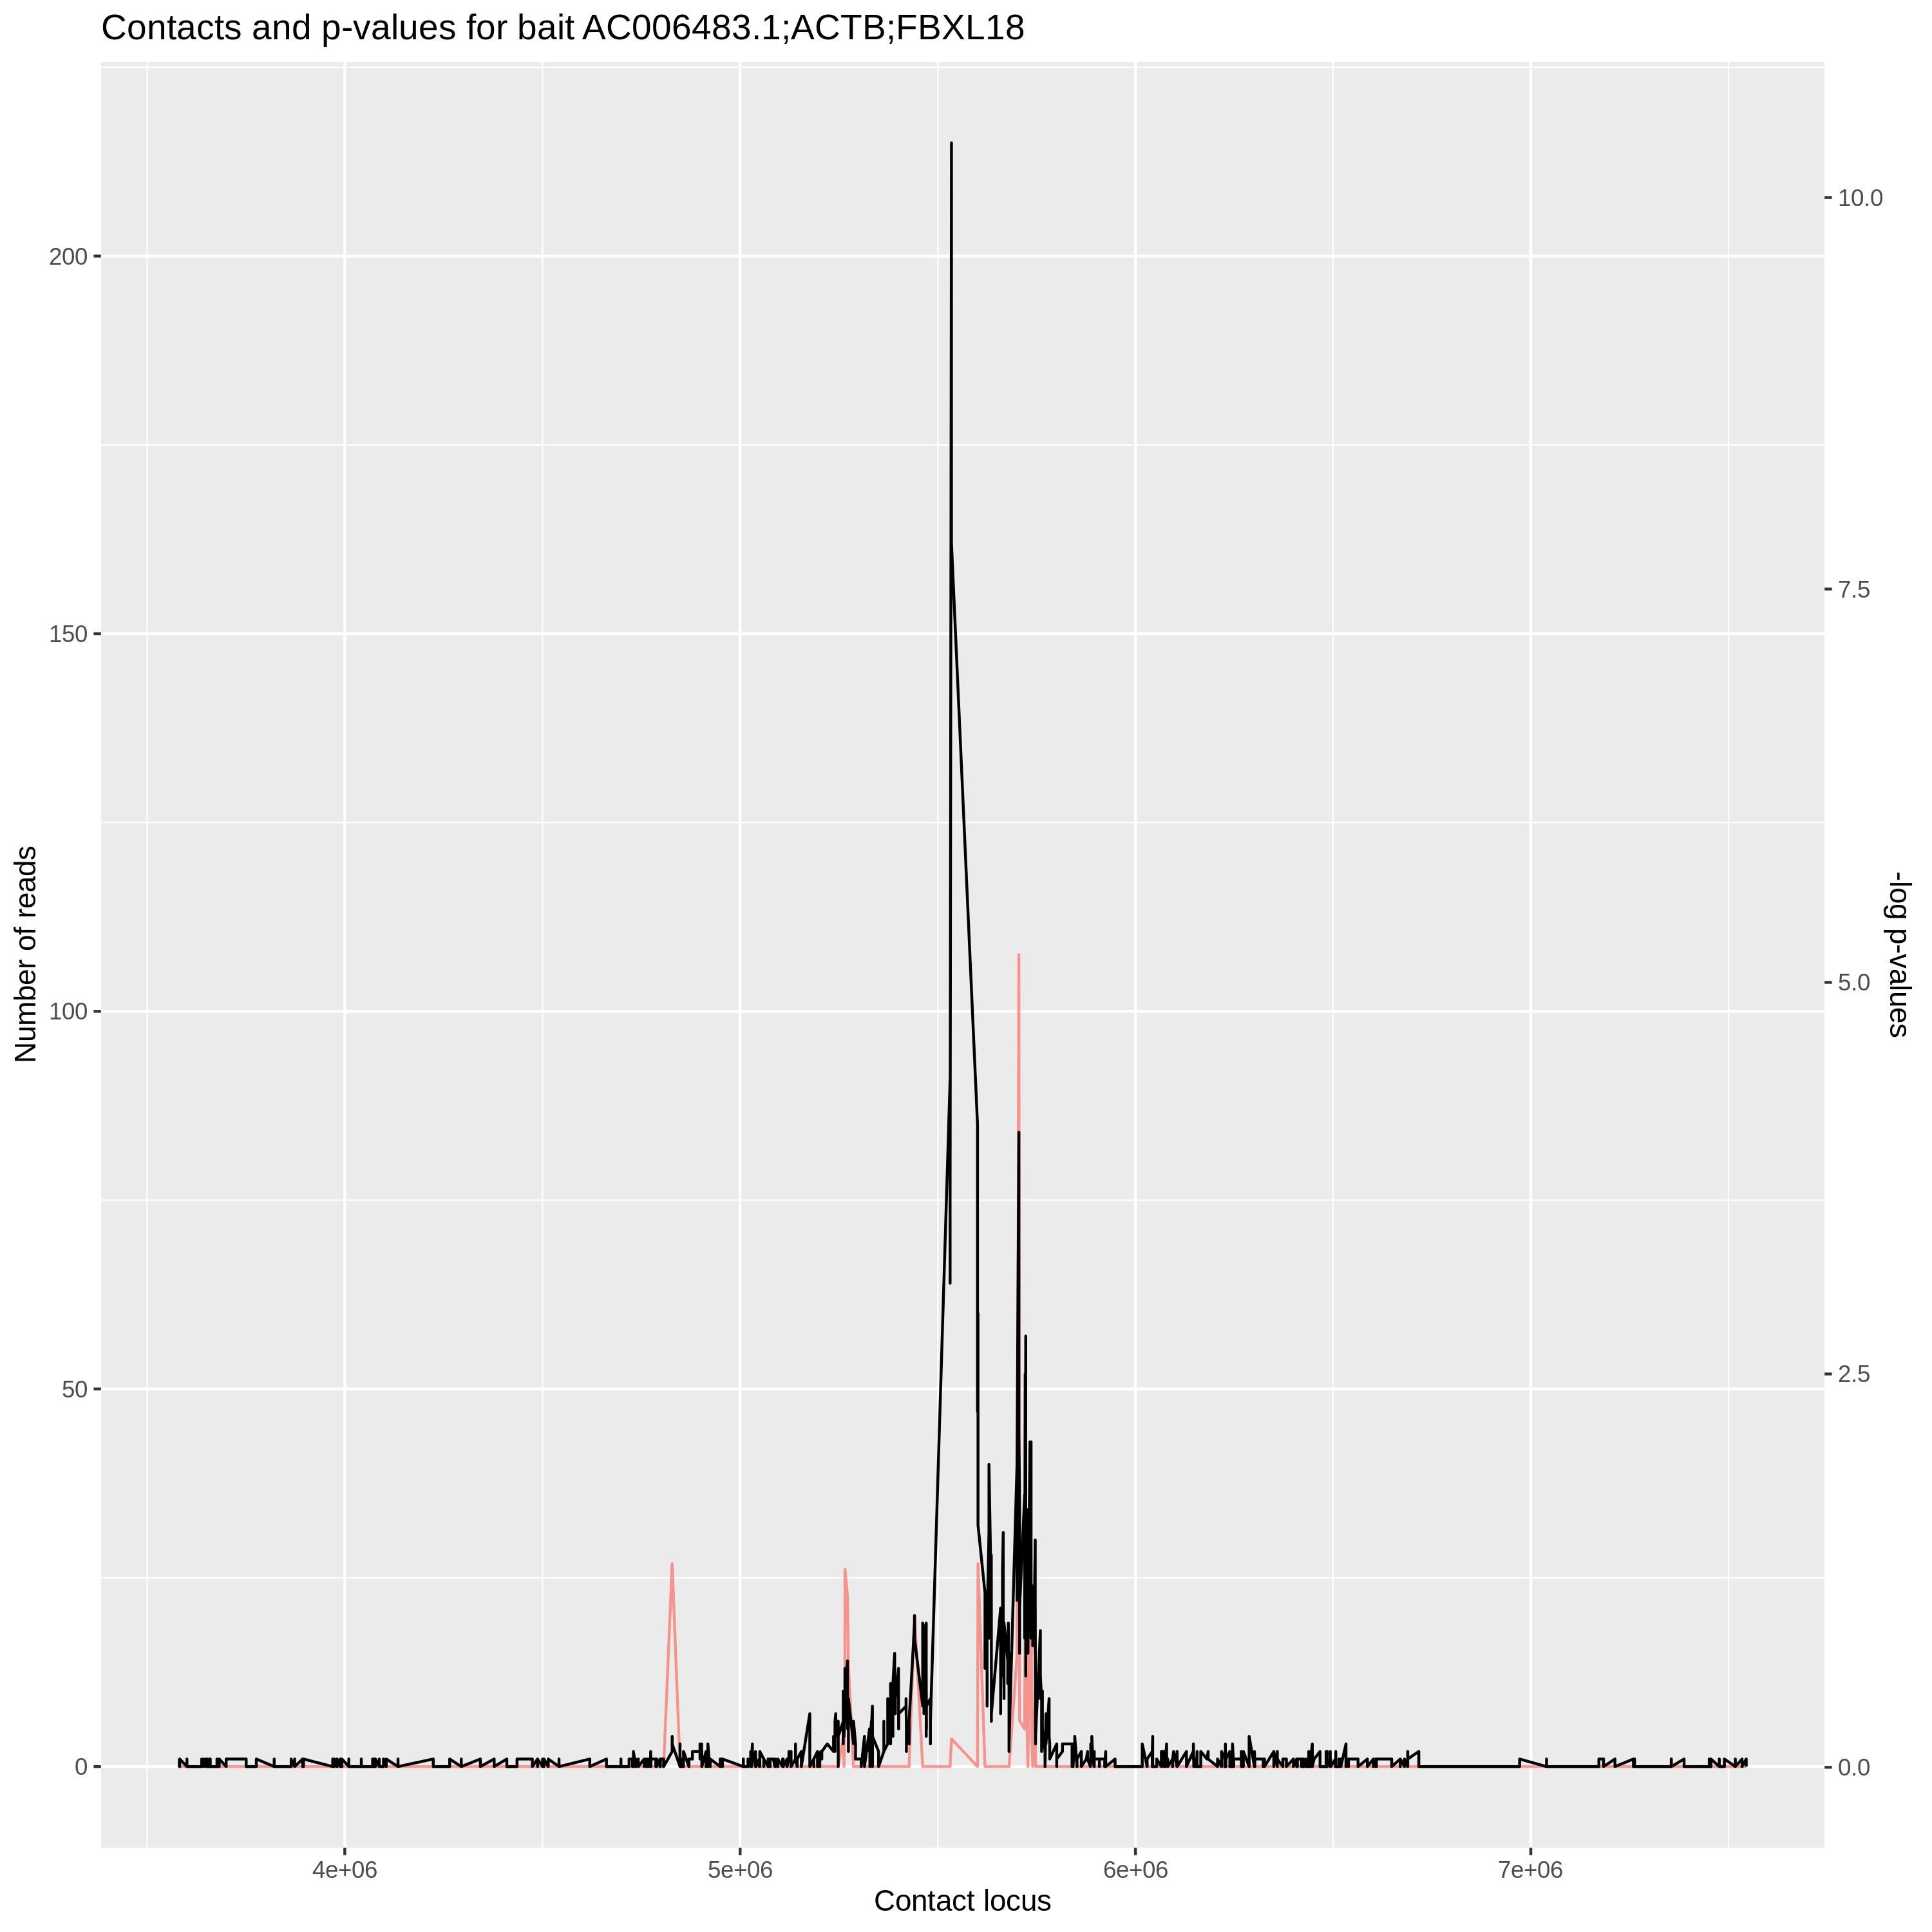 Contacts and p-values for bait AC006483.1;ACTB;FBXL18
Number of reads
200
150
100
50
0
10.0
7.5
5.0
2.5
0.0
-log p-values
4e+06 5e+06 6e+06 7e+06
Contact locus